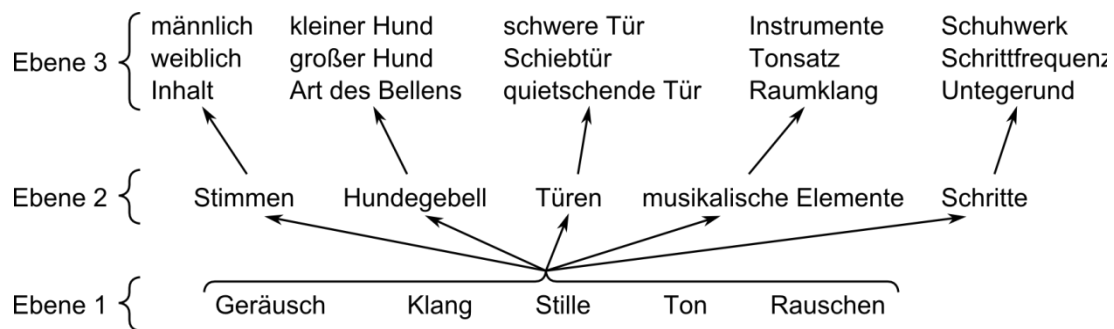 männlich kleiner Hund schwere Tür Instrumente Schuhwerk
Ebene 3 weiblich großer Hund Schiebtür Tonsatz Schrittfrequenz
Inhalt Art des Bellens quietschende Tür Raumklang Untegerund
Ebene 2 Stimmen Hundegebell Türen musikalische Elemente Schritte
Ebene 1 Geräusch Klang Stille Ton Rauschen